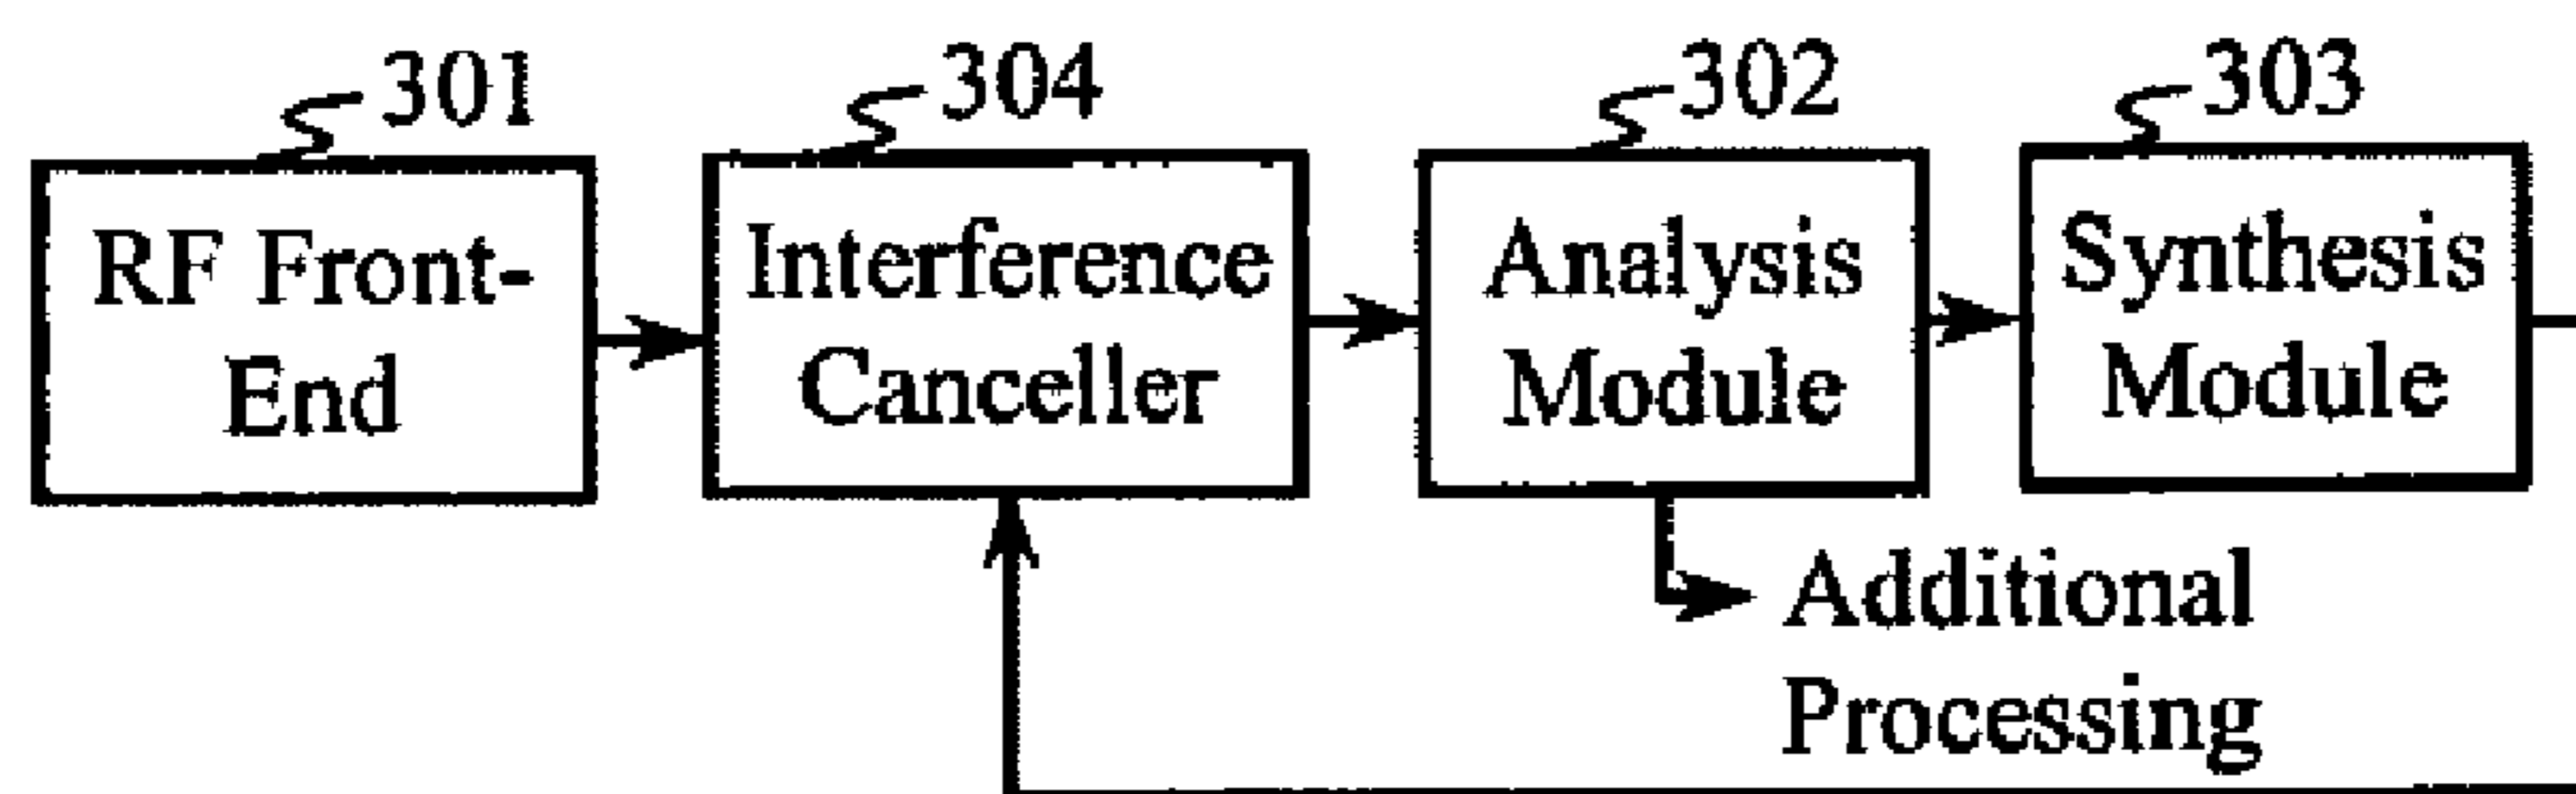 301
304
302
303
RF Front-
End
Interference
Canceller
Analysis
Module
Synthesis
Module
Additional
Processing